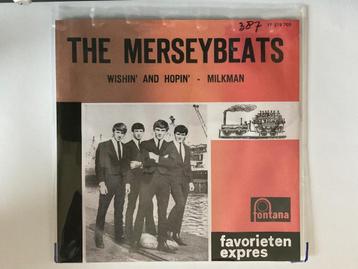 387
THE MERSEYBEATS
WISHIN' AND HOPIN' - MILKMAN
fontana
favorieten
expres